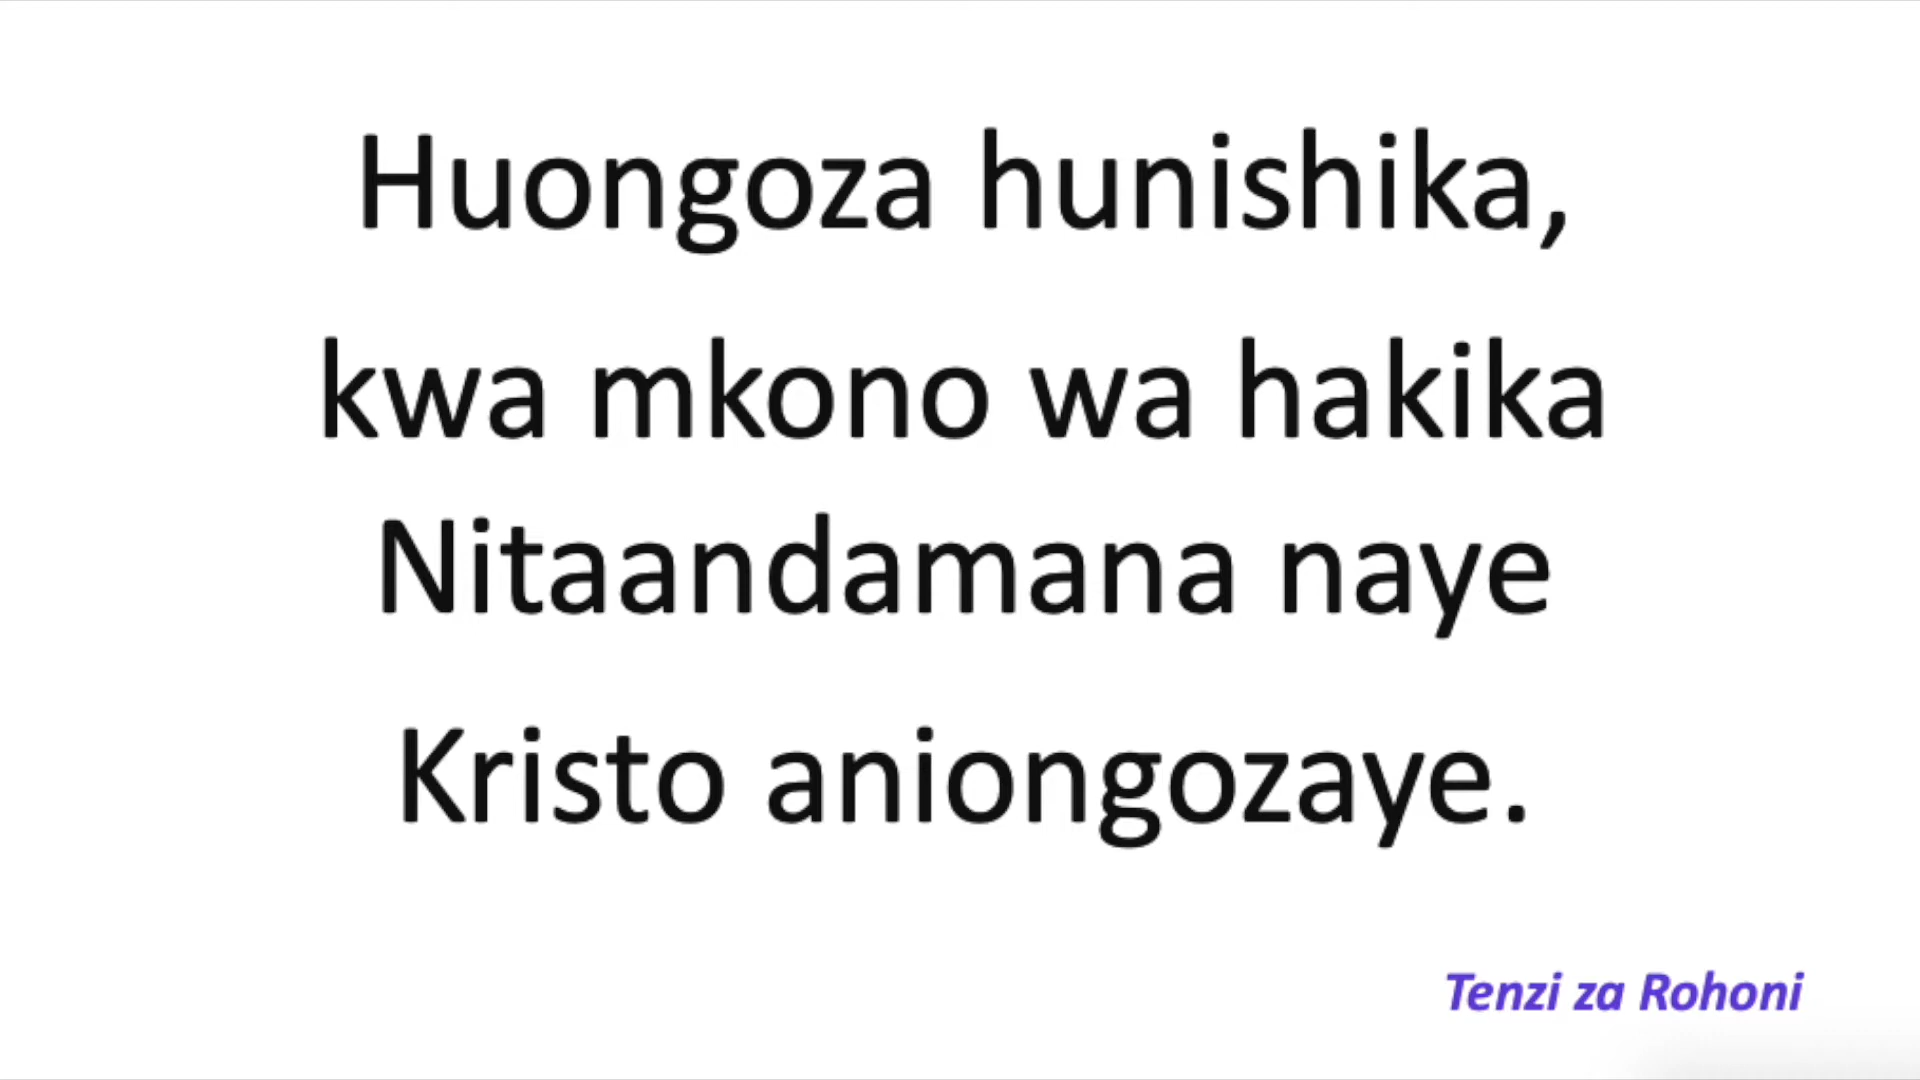 Huongoza hunishika,
kwa mkono wa hakika
Nitaandamana naye
Kristo aniongozaye.
Tenzi za Rohoni